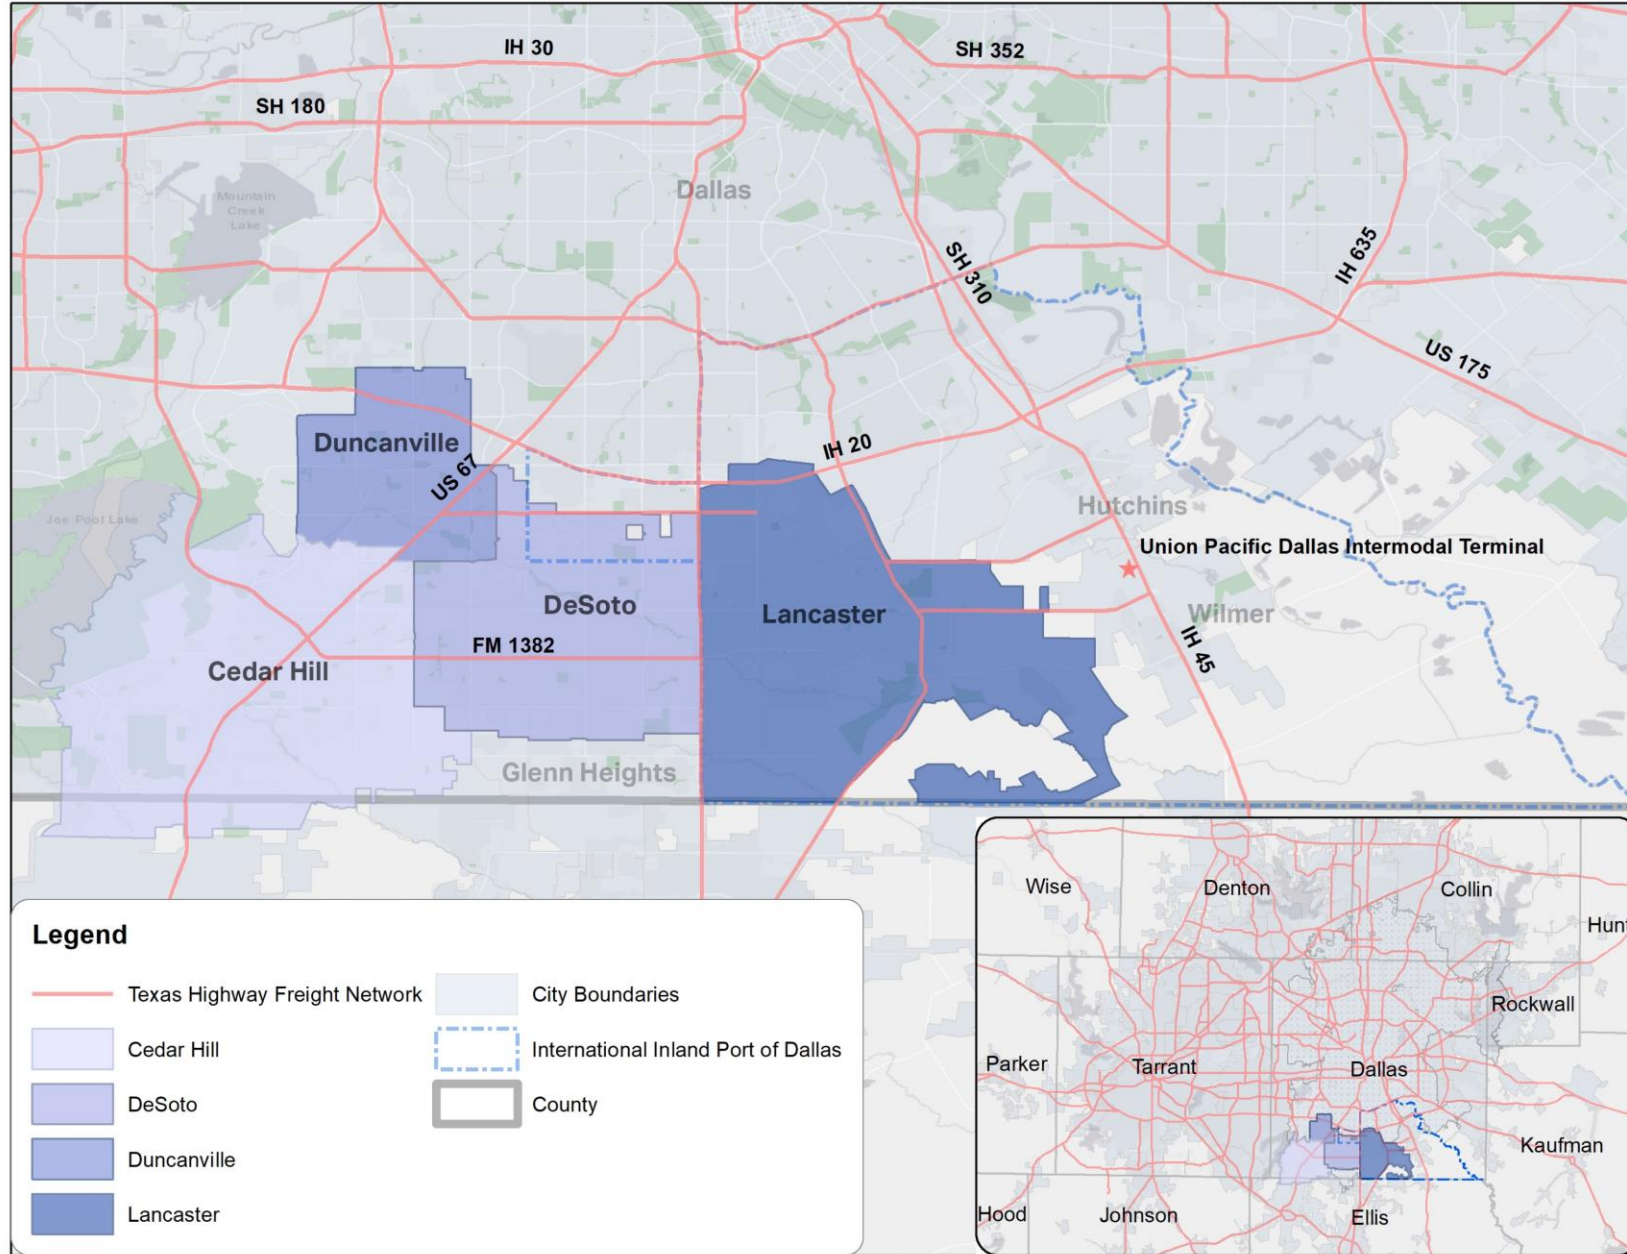 IH 30
SH 352
SH 180
Dallas
Mountain
Creek
Lake
IH 635
SH 310
US 175
Duncanville
US 67
IH 20
Joe Pool Lake
Hutchins
Union Pacific Dallas Intermodal Terminal
DeSoto
Lancaster
Wilmer
FM 1382
IH 45
Cedar Hill
Glenn Heights
Legend
Texas Highway Freight Network
City Boundaries
Cedar Hill
International Inland Port of Dallas
DeSoto
County
Duncanville
Lancaster
Wise
Denton
Collin
Hunt
Rockwall
Parker
Tarrant
Dallas
Kaufman
Hood
Johnson
Ellis